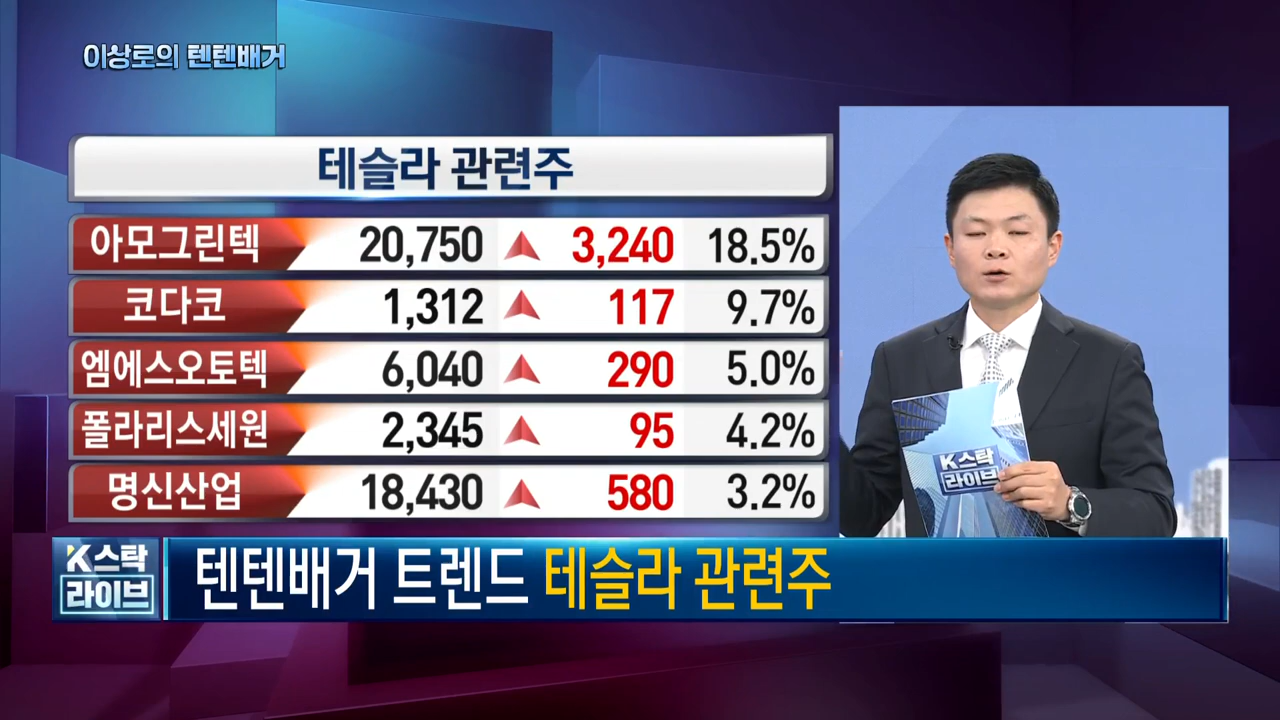 이상로의 텐텐배거
테슬라 관련주
아모그린텍 20,750 ▲ 3,240 18.5%
코다코 1,312 ▲ 117 9.7%
엠에스오토텍 6,040 ▲ 290 5.0%
폴라리스세원 2,345 ▲ 95 4.2%
명신산업 18,430 ▲ 580 3.2%
K스탁
라이브
K스탁
라이브
텐텐배거 트렌드 테슬라 관련주